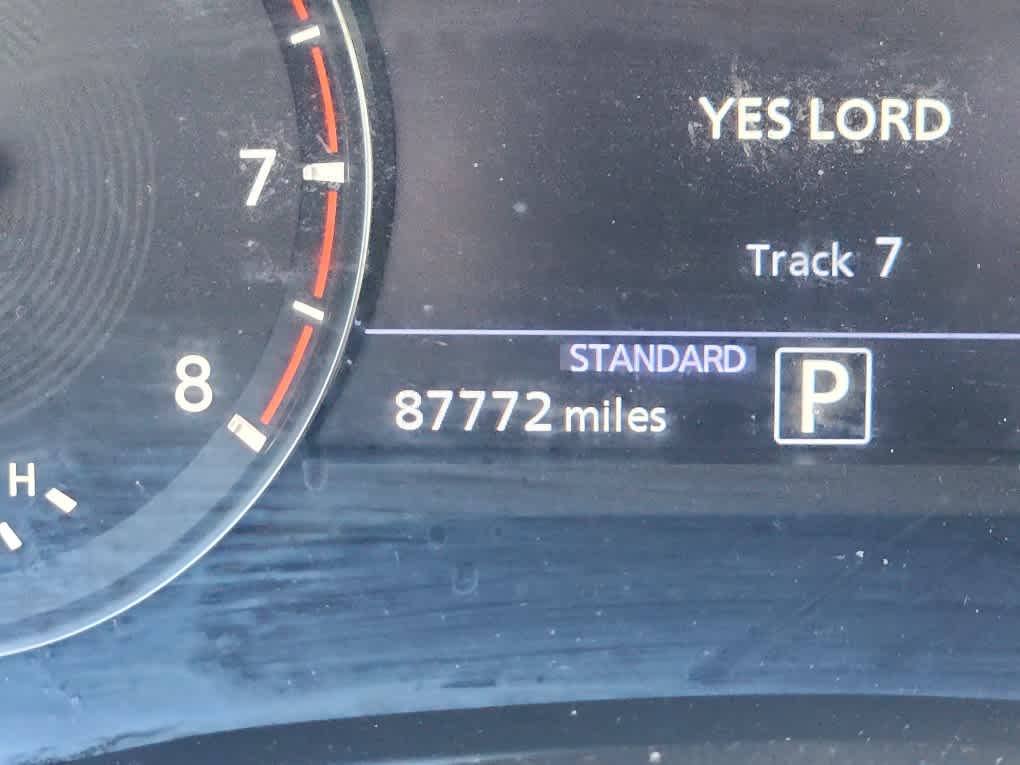 YES LORD
7
Track 7
STANDARD
8
87772 miles
P
H